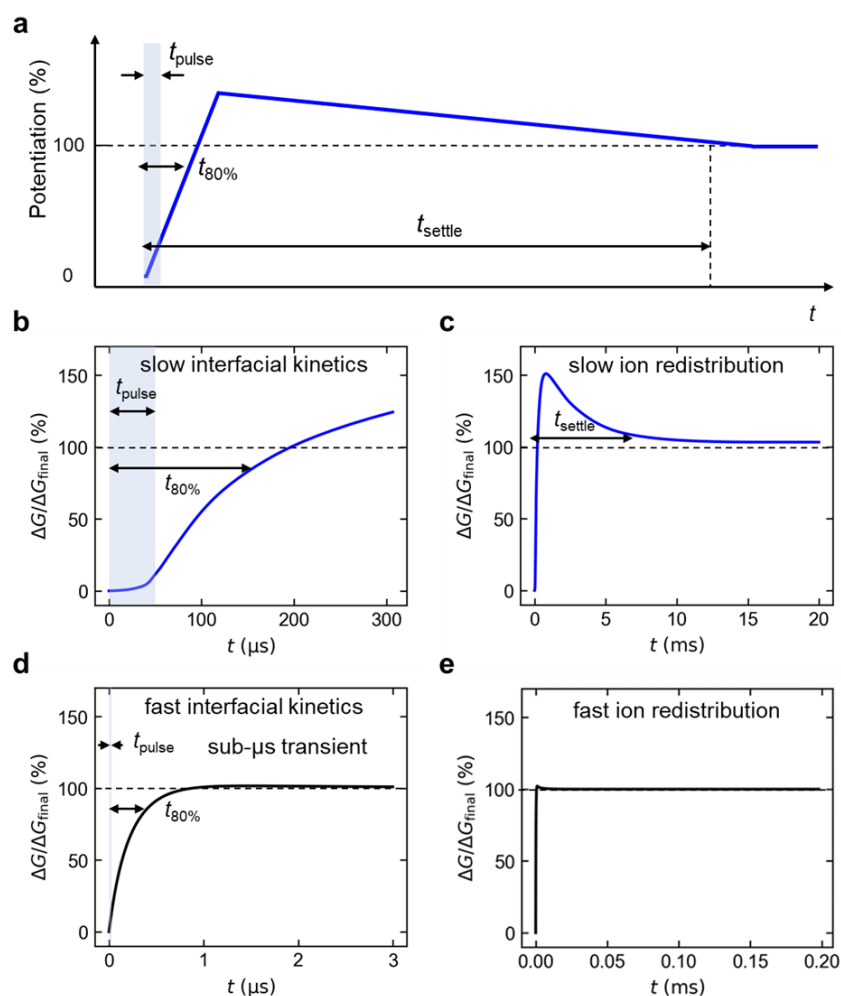 a
t_pulse
Potentiation (%)
100
t_80%
t_settle
0
t
b
slow interfacial kinetics
t_pulse
t_80%
ΔG/ΔG_final (%)
150
100
50
0
0 100 200 300
t (μs)
c
slow ion redistribution
t_settle
ΔG/ΔG_final (%)
150
100
50
0
0 5 10 15 20
t (ms)
d
fast interfacial kinetics
t_pulse
sub-μs transient
t_80%
ΔG/ΔG_final (%)
150
100
50
0
0 1 2 3
t (μs)
e
fast ion redistribution
ΔG/ΔG_final (%)
150
100
50
0
0.00 0.05 0.10 0.15 0.20
t (ms)